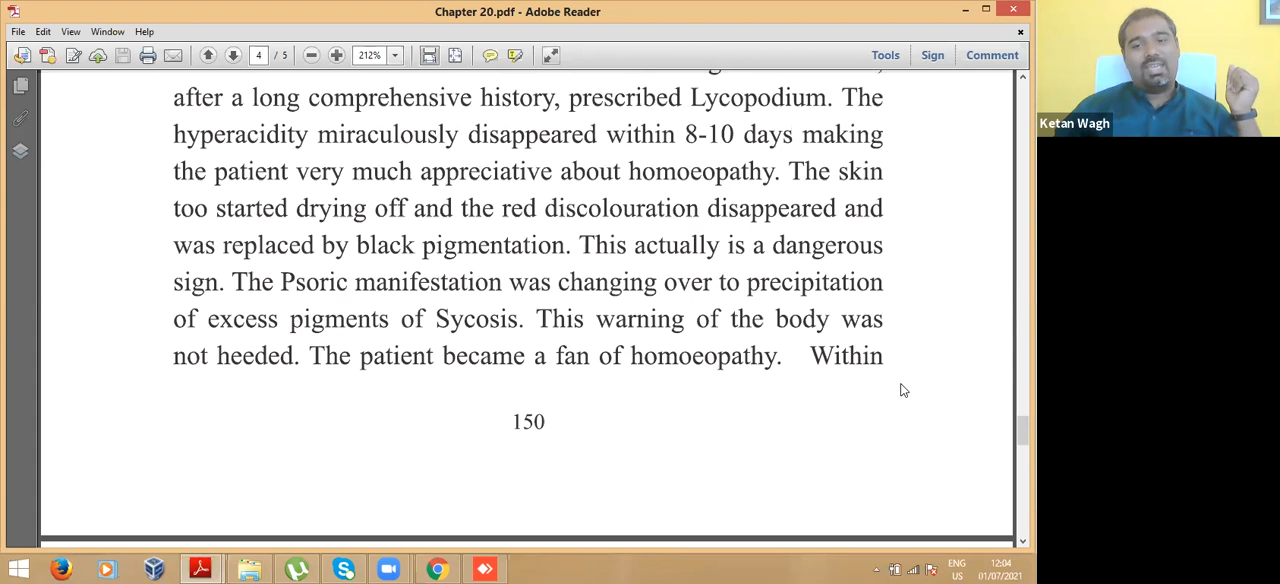 Chapter 20.pdf - Adobe Reader
File Edit View Window Help
4 / 5 212% Tools Sign Comment
after a long comprehensive history, prescribed Lycopodium. The
hyperacidity miraculously disappeared within 8-10 days making
the patient very much appreciative about homoeopathy. The skin
too started drying off and the red discolouration disappeared and
was replaced by black pigmentation. This actually is a dangerous
sign. The Psoric manifestation was changing over to precipitation
of excess pigments of Sycosis. This warning of the body was
not heeded. The patient became a fan of homoeopathy. Within
150
Ketan Wagh
ENG 12:04
US 01/07/2021